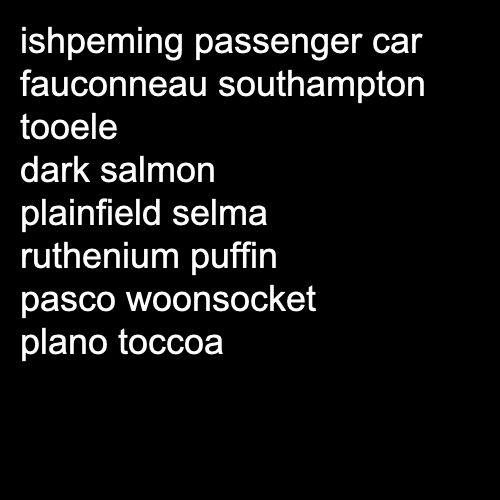 ishpeming passenger car
fauconneau southampton
tooele
dark salmon
plainfield selma
ruthenium puffin
pasco woonsocket
plano toccoa